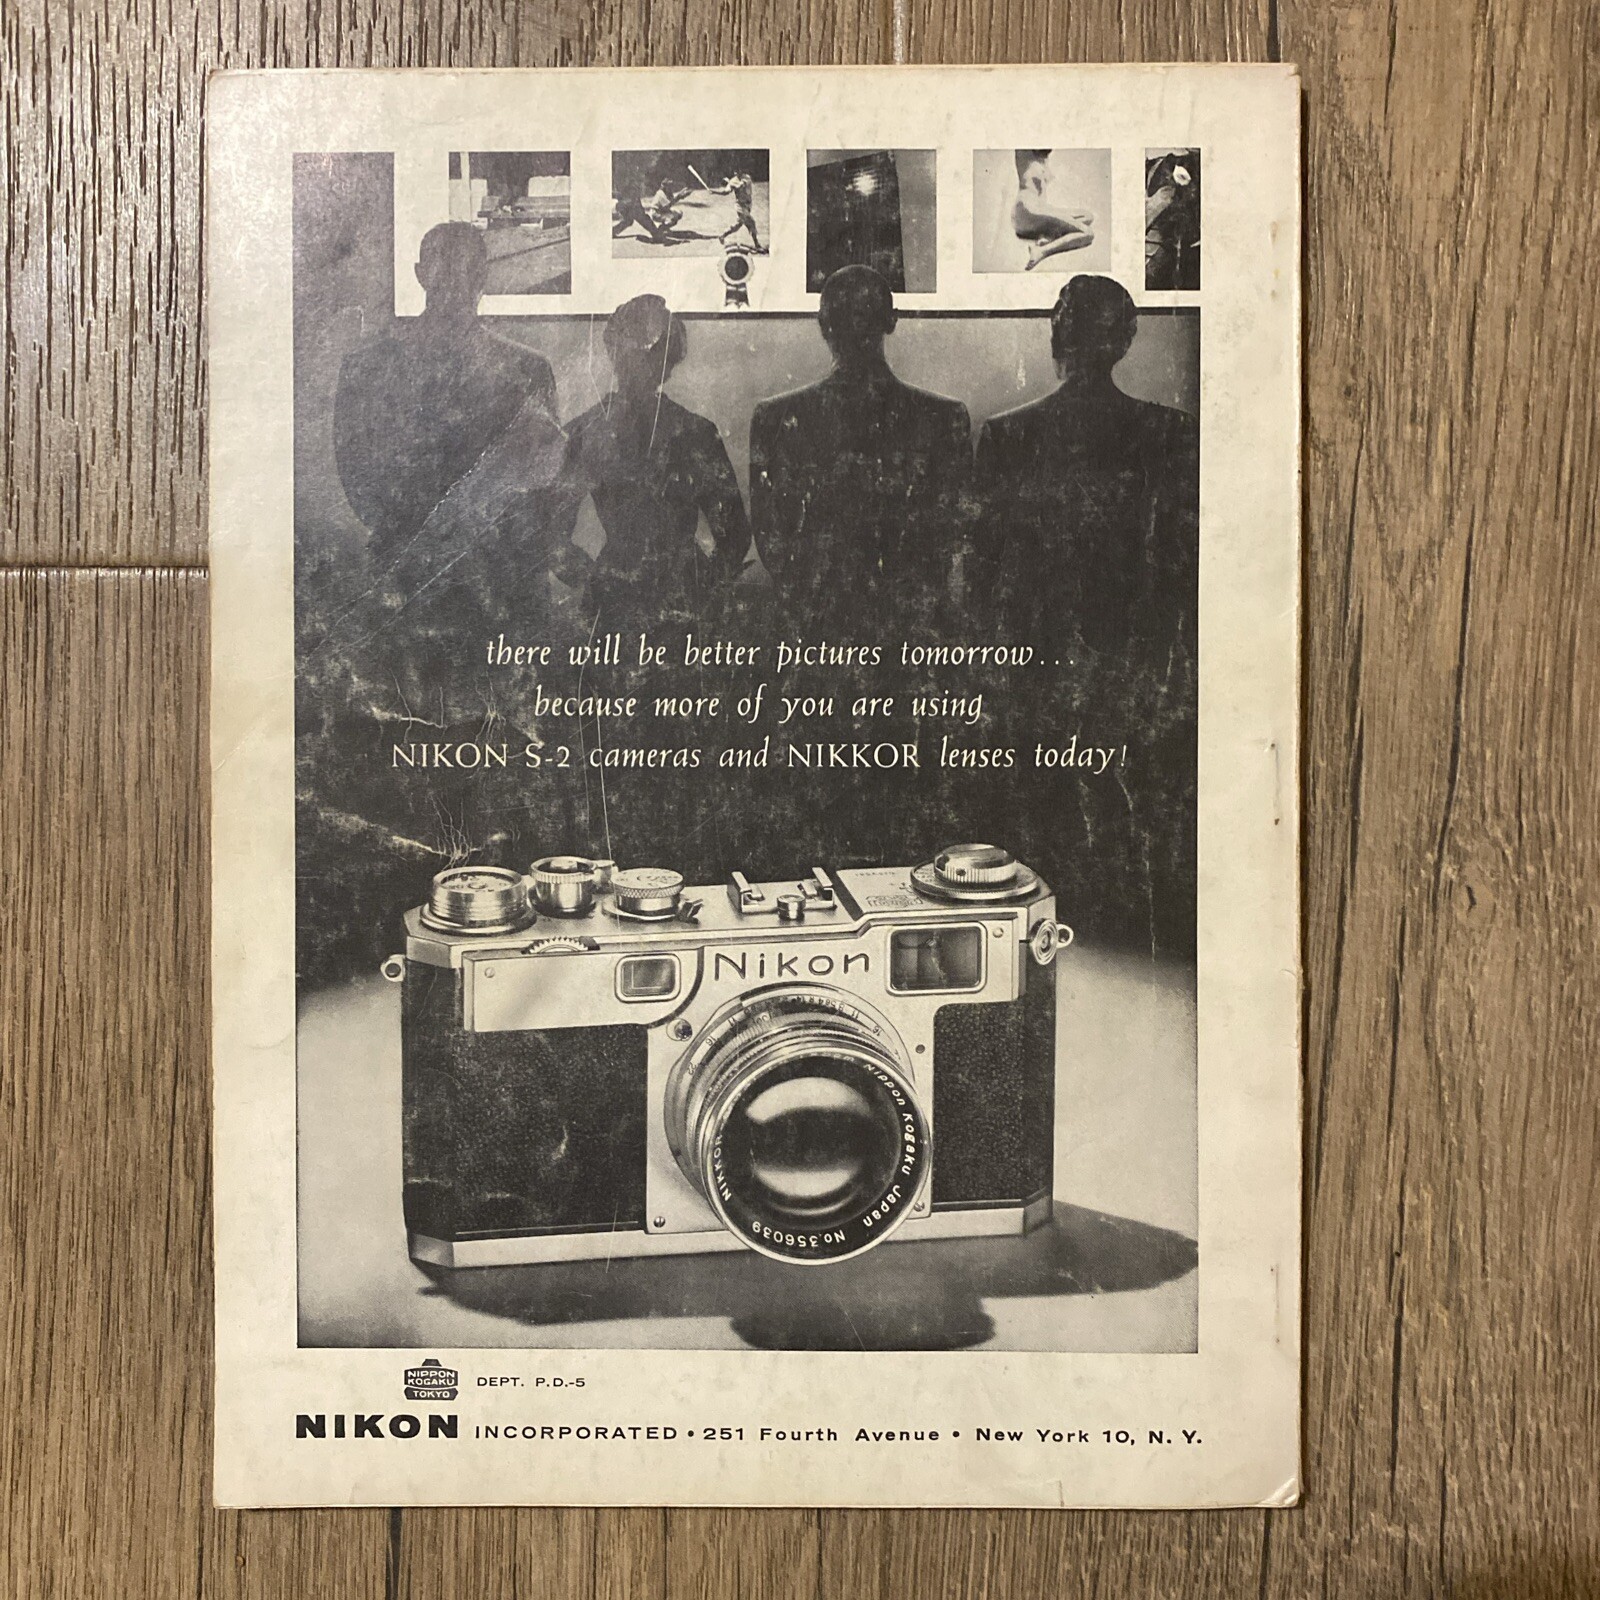 there will be better pictures tomorrow...
because more of you are using
NIKON S-2 cameras and NIKKOR lenses today!
Nikon
NIKKOR
Nippon Kogaku Japan No.356039
NIPPON
KOGAKU
TOKYO
DEPT. P.D.-5
NIKON INCORPORATED • 251 Fourth Avenue • New York 10, N. Y.